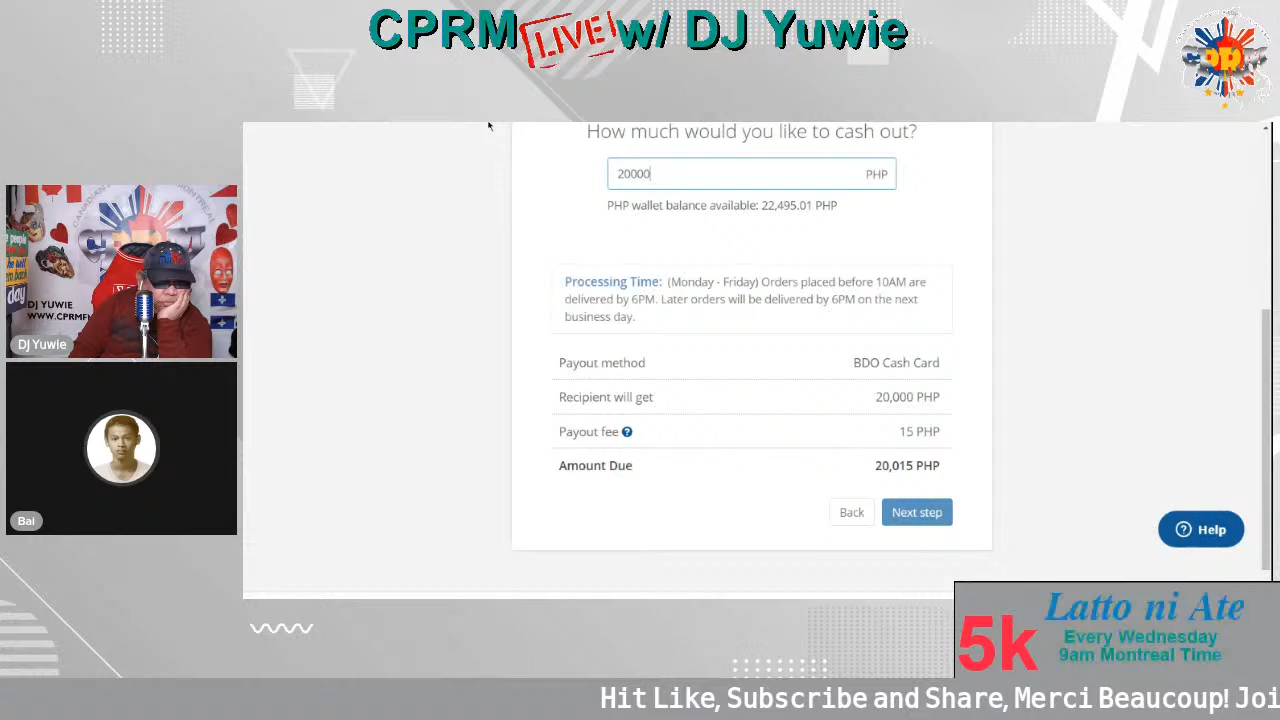 CPRM LIVE w/ DJ Yuwie
How much would you like to cash out?
20000 PHP
PHP wallet balance available: 22,495.01 PHP
Processing Time: (Monday - Friday) Orders placed before 10AM are
delivered by 6PM. Later orders will be delivered by 6PM on the next
business day.
Payout method BDO Cash Card
Recipient will get 20,000 PHP
Payout fee 15 PHP
Amount Due 20,015 PHP
Back Next step
Help
DJ YUWIE
DJ Yuwie
Bai
5k
Latto ni Ate
Every Wednesday
9am Montreal Time
Hit Like, Subscribe and Share, Merci Beaucoup! Joi